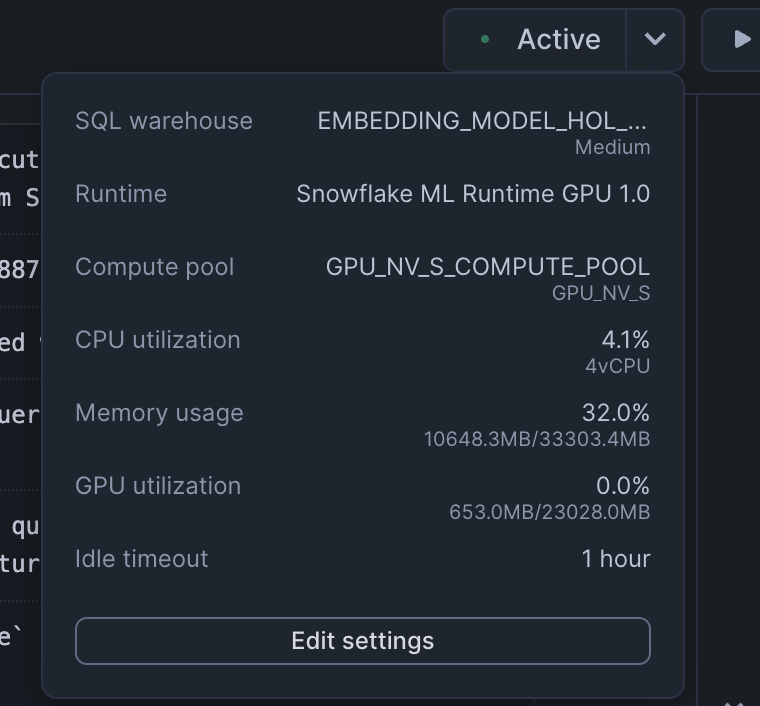 Active
SQL warehouse EMBEDDING_MODEL_HOL_...
Medium
cut
m S
Runtime Snowflake ML Runtime GPU 1.0
887
Compute pool GPU_NV_S_COMPUTE_POOL
GPU_NV_S
ed
CPU utilization 4.1%
4vCPU
uer
Memory usage 32.0%
10648.3MB/33303.4MB
GPU utilization 0.0%
653.0MB/23028.0MB
qu
tur
Idle timeout 1 hour
e`
Edit settings